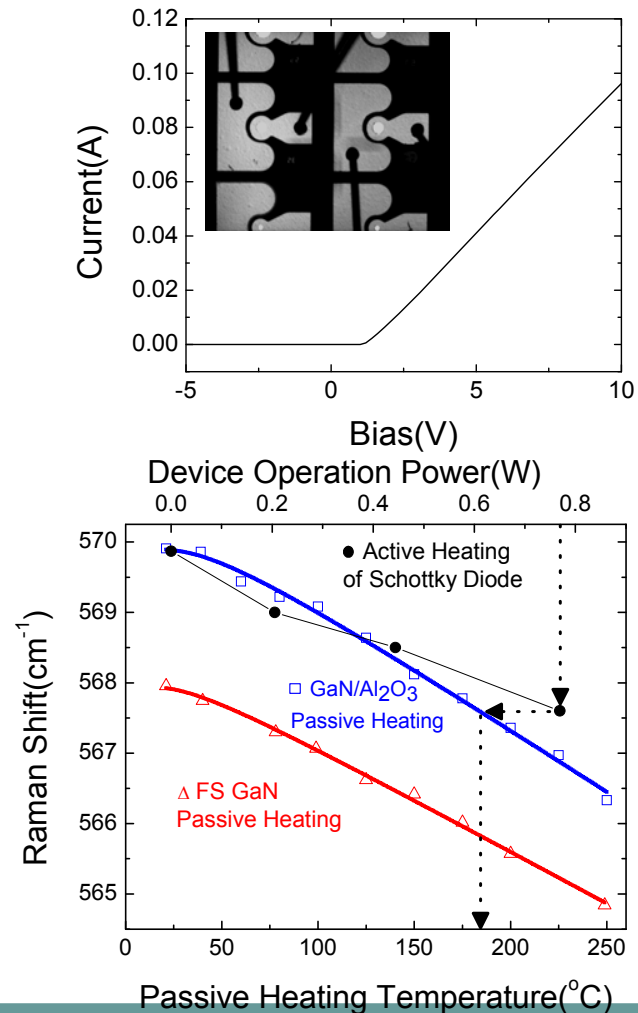 0.12
0.10
0.08
0.06
0.04
0.02
0.00
Current(A)
-5 0 5 10
Bias(V)
Device Operation Power(W)
0.0 0.2 0.4 0.6 0.8
570
569
568
567
566
565
Raman Shift(cm⁻¹)
● Active Heating
of Schottky Diode
□ GaN/Al₂O₃
Passive Heating
Δ FS GaN
Passive Heating
0 50 100 150 200 250
Passive Heating Temperature(°C)